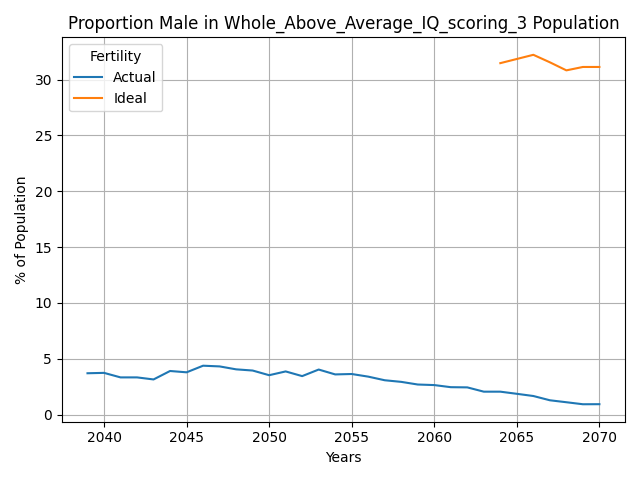 Proportion Male in Whole_Above_Average_IQ_scoring_3 Population
Fertility
Actual
Ideal
% of Population
30
25
20
15
10
5
0
2040 2045 2050 2055 2060 2065 2070
Years